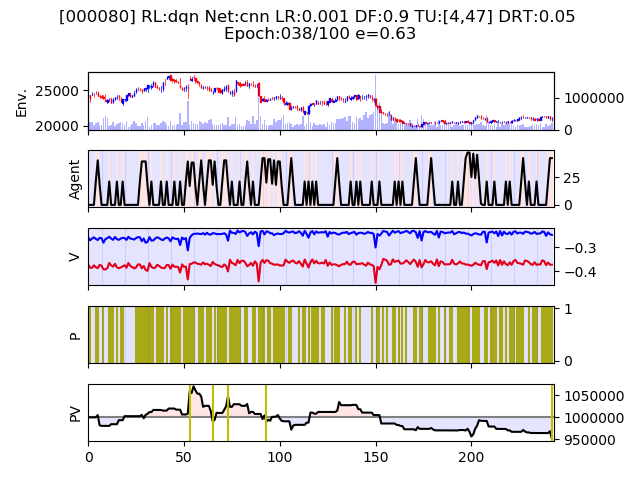 [000080] RL:dqn Net:cnn LR:0.001 DF:0.9 TU:[4,47] DRT:0.05
Epoch:038/100 e=0.63
Env.
25000
20000
1000000
0
Agent
25
0
V
−0.3
−0.4
P
1
0
PV
1050000
1000000
950000
0
50
100
150
200